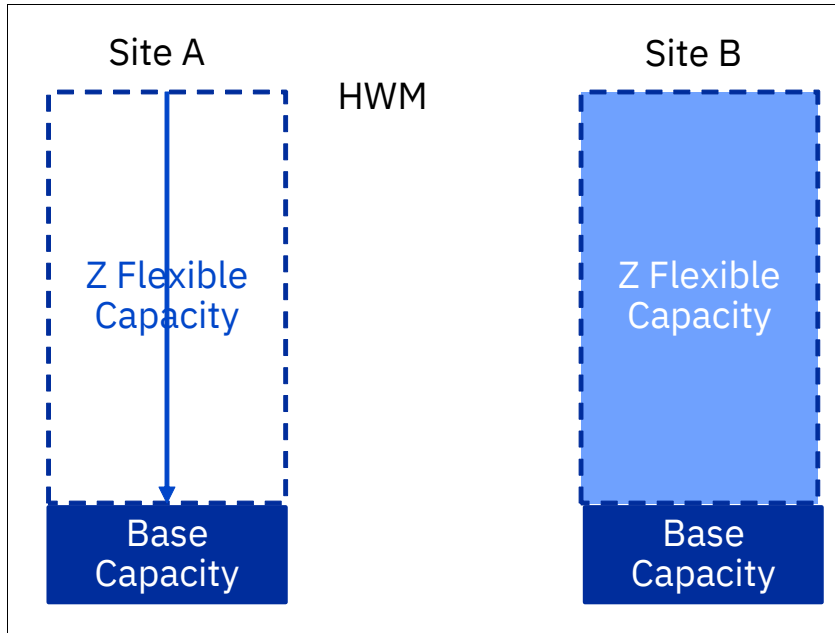 Site A
HWM
Site B
Z Flexible
Capacity
Z Flexible
Capacity
Base
Capacity
Base
Capacity